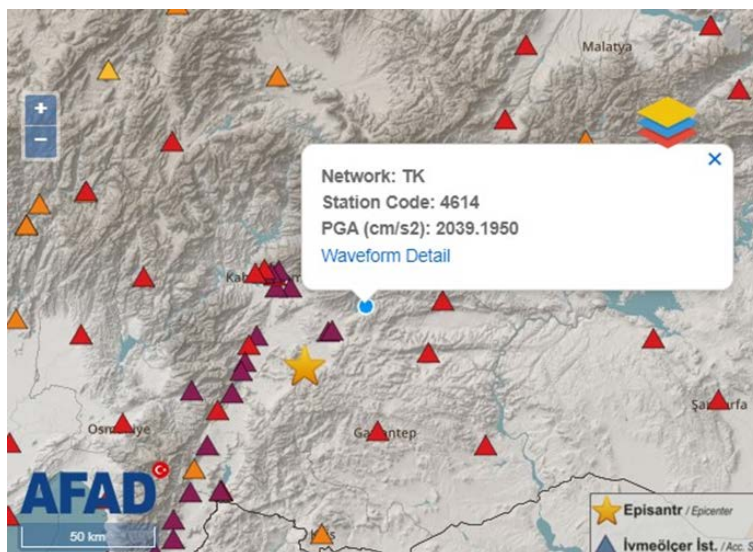 Malatya
+
−
×
Network: TK
Station Code: 4614
PGA (cm/s2): 2039.1950
Waveform Detail
Osmaniye
Gaziantep
AFAD
50 km
Episantr / Epicenter
İvmeölçer İst. / Acc. S